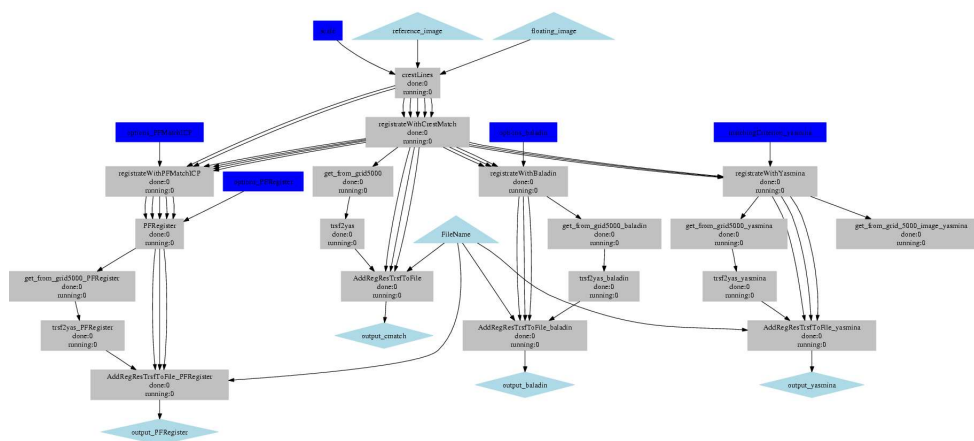 reference_image
floating_image
crestLines
done:0
running:0
registrateWithCrestMatch
done:0
running:0
registrateWithPFMatchICP
done:0
running:0
get_from_grid5000
done:0
running:0
registrateWithBaladin
done:0
running:0
registrateWithYasmina
done:0
running:0
PFRegister
done:0
running:0
trsf2yas
done:0
running:0
FileName
get_from_grid5000_baladin
done:0
running:0
get_from_grid5000_yasmina
done:0
running:0
get_from_grid_5000_image_yasmina
done:0
running:0
get_from_grid5000_PFRegister
done:0
running:0
AddRegResTrsfToFile
done:0
running:0
trsf2yas_baladin
done:0
running:0
trsf2yas_yasmina
done:0
running:0
trsf2yas_PFRegister
done:0
running:0
output_cmatch
AddRegResTrsfToFile_baladin
done:0
running:0
AddRegResTrsfToFile_yasmina
done:0
running:0
AddRegResTrsfToFile_PFRegister
done:0
running:0
output_baladin
output_yasmina
output_PFRegister